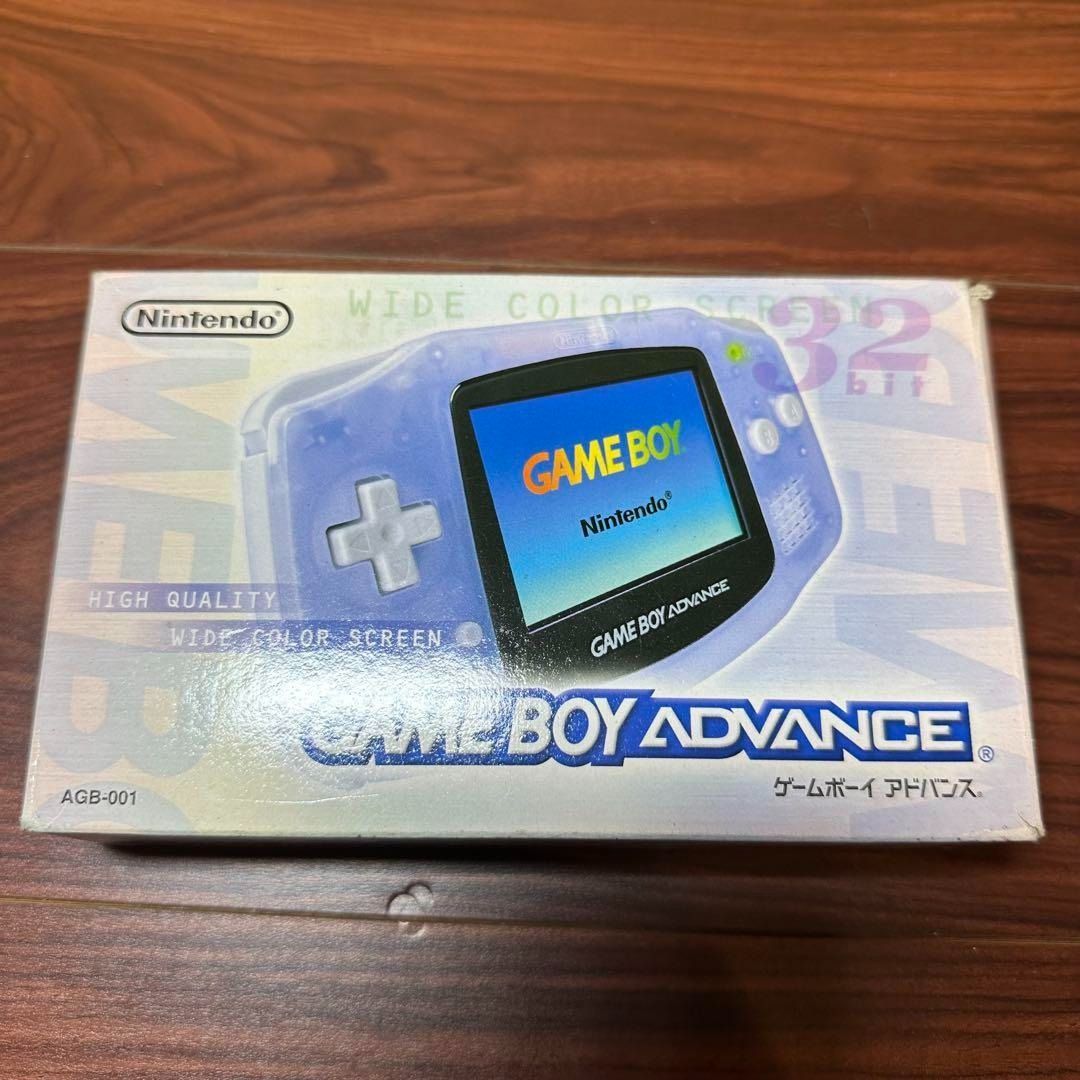 Nintendo®
WIDE COLOR SCREEN
32
bit
Nintendo
A
B
GAME BOY
Nintendo®
GAME BOY ADVANCE
HIGH QUALITY
WIDE COLOR SCREEN
GAME BOY ADVANCE®
ゲームボーイ アドバンス®
AGB-001